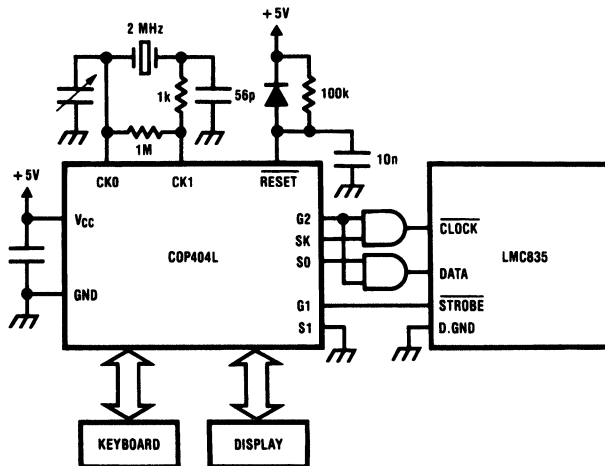 2 MHz
+5V
1k
56p
100k
1M
10n
+5V
CK0
CK1
RESET
VCC
G2
SK
SO
CLOCK
COP404L
LMC835
DATA
GND
G1
STROBE
S1
D.GND
KEYBOARD
DISPLAY